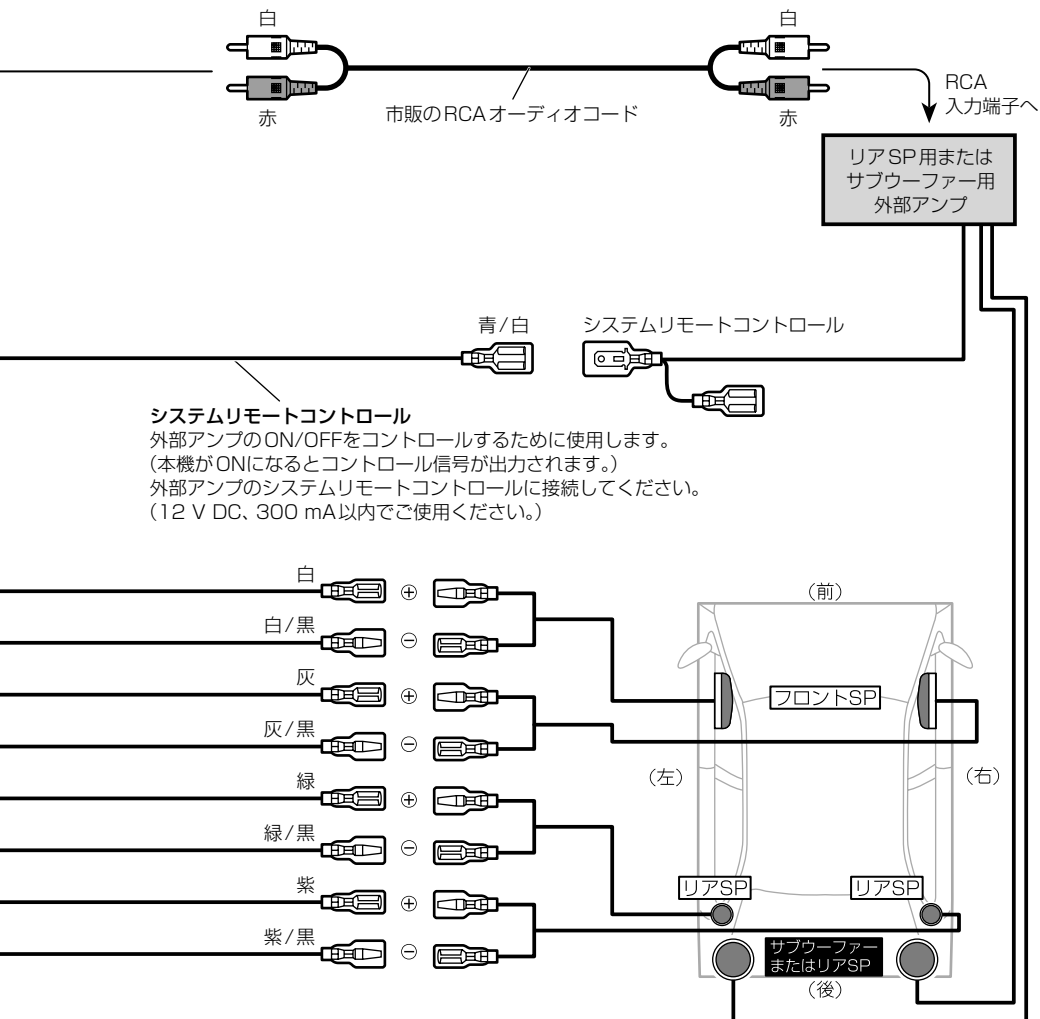 白
白
市販のRCAオーディオコード
赤
赤
RCA
入力端子へ
リアSP用または
サブウーファー用
外部アンプ
青/白
システムリモートコントロール
システムリモートコントロール
外部アンプのON/OFFをコントロールするために使用します。
(本機がONになるとコントロール信号が出力されます。)
外部アンプのシステムリモートコントロールに接続してください。
(12 V DC、300 mA以内でご使用ください。)
白
⊕
白/黒
⊖
灰
⊕
灰/黒
⊖
緑
⊕
緑/黒
⊖
紫
⊕
紫/黒
⊖
(前)
フロントSP
(左)
(右)
リアSP
リアSP
サブウーファー
またはリアSP
(後)